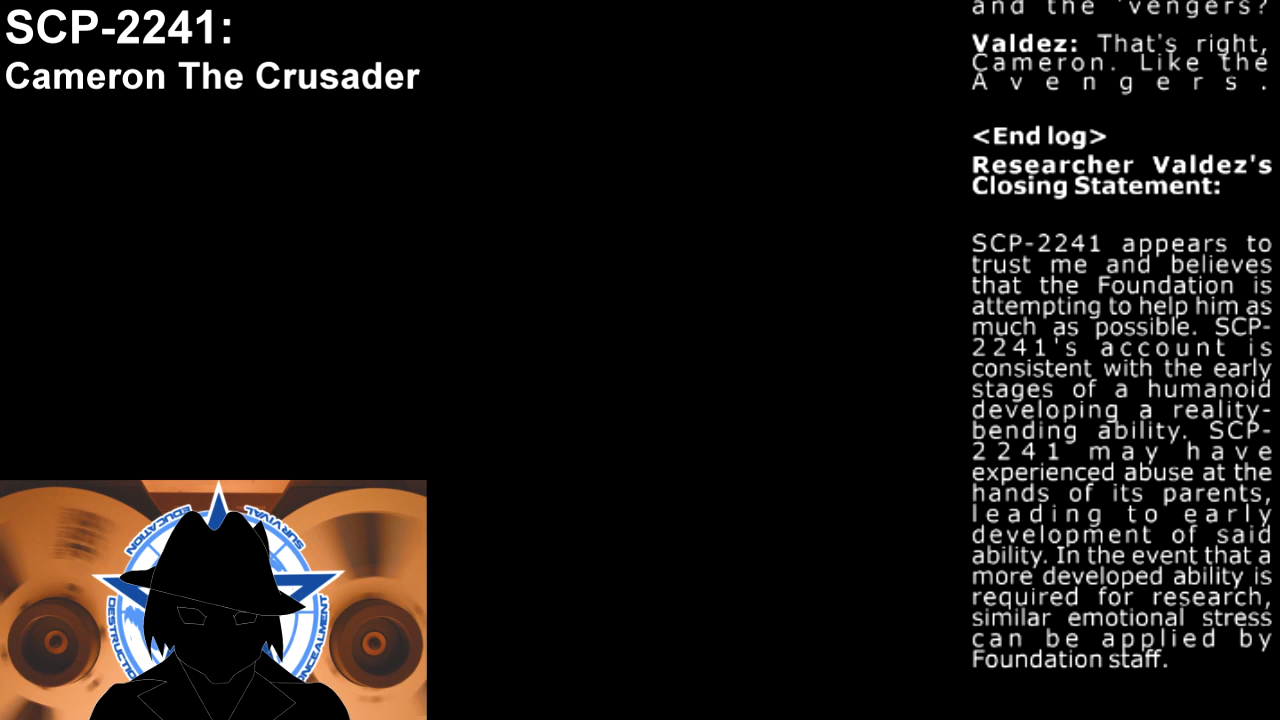 SCP-2241:
Cameron The Crusader
and the 'vengers?
Valdez: That's right,
Cameron. Like the
Avengers.
<End log>
Researcher Valdez's
Closing Statement:
SCP-2241 appears to
trust me and believes
that the Foundation is
attempting to help him as
much as possible. SCP-
2241's account is
consistent with the early
stages of a humanoid
developing a reality-
bending ability. SCP-
2241 may have
experienced abuse at the
hands of its parents,
leading to early
development of said
ability. In the event that a
more developed ability is
required for research,
similar emotional stress
can be applied by
Foundation staff.
EDUCATION
SURVIVAL